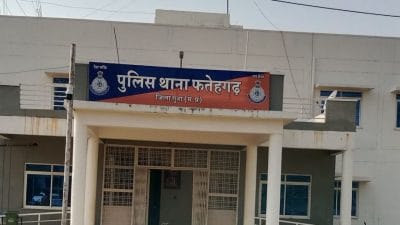 पुलिस थाना फतेहगढ़
जिला गुना (म.प्र)